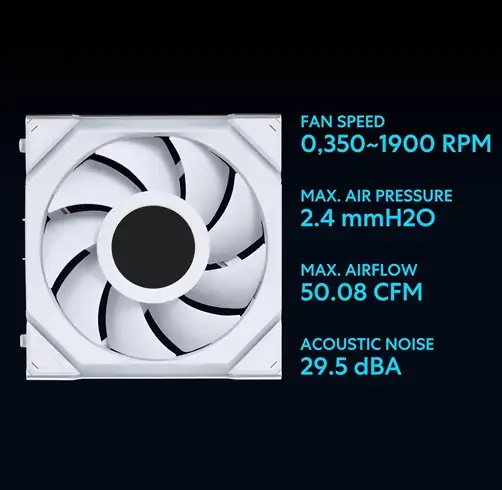 FAN SPEED
0,350~1900 RPM
MAX. AIR PRESSURE
2.4 mmH2O
MAX. AIRFLOW
50.08 CFM
ACOUSTIC NOISE
29.5 dBA